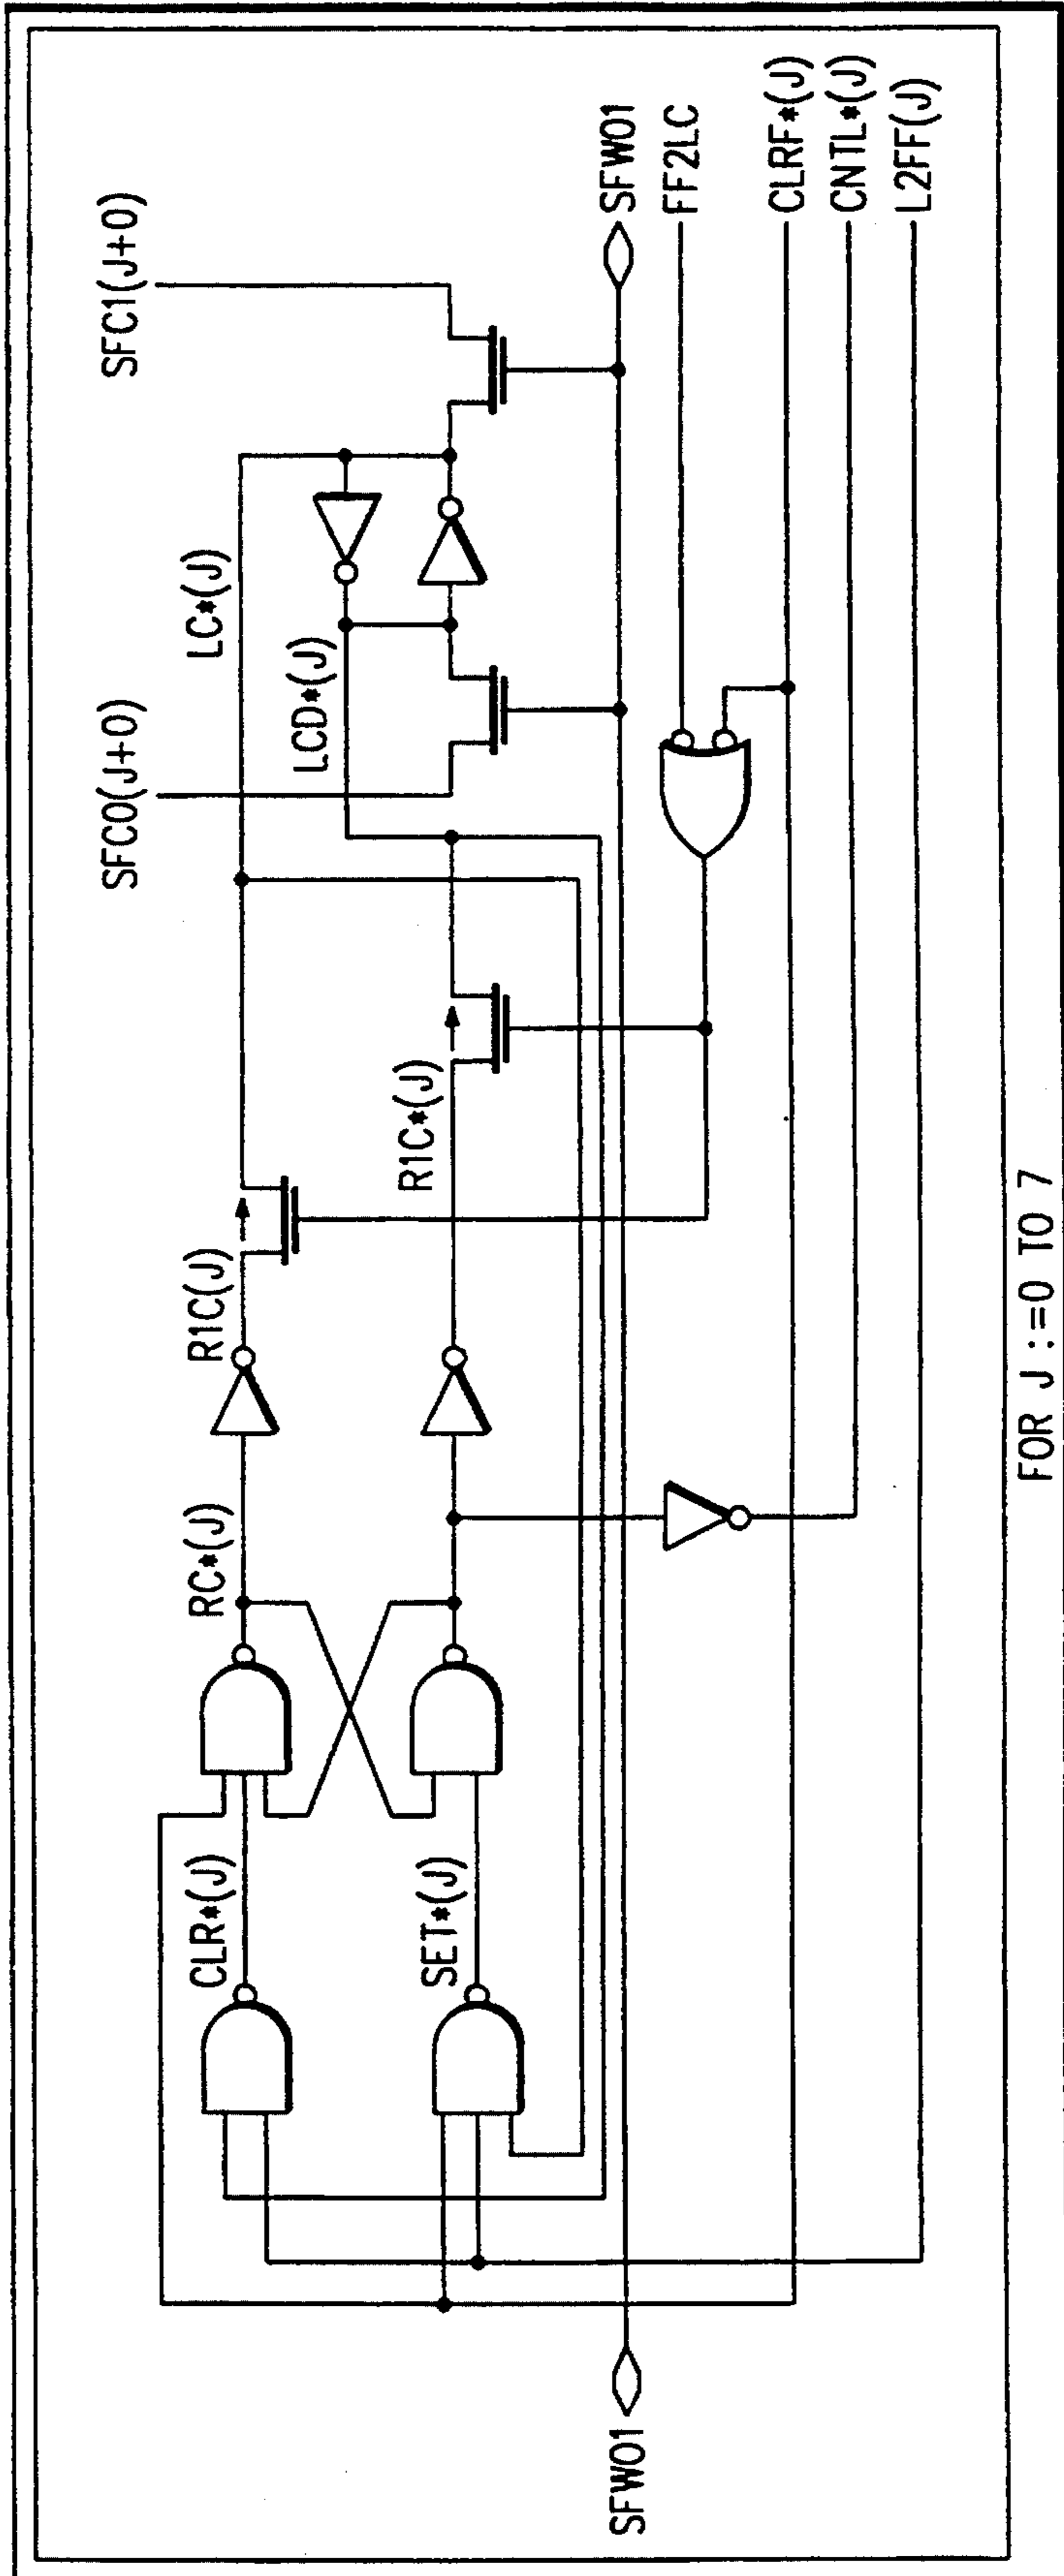 SFC0(J+0)
SFC1(J+0)
CLR*(J)
RC*(J)
R1C(J)
LC*(J)
LCD*(J)
SET*(J)
R1C*(J)
SFW01
SFW01
FF2LC
CLRF*(J)
CNTL*(J)
L2FF(J)
FOR J :=0 TO 7